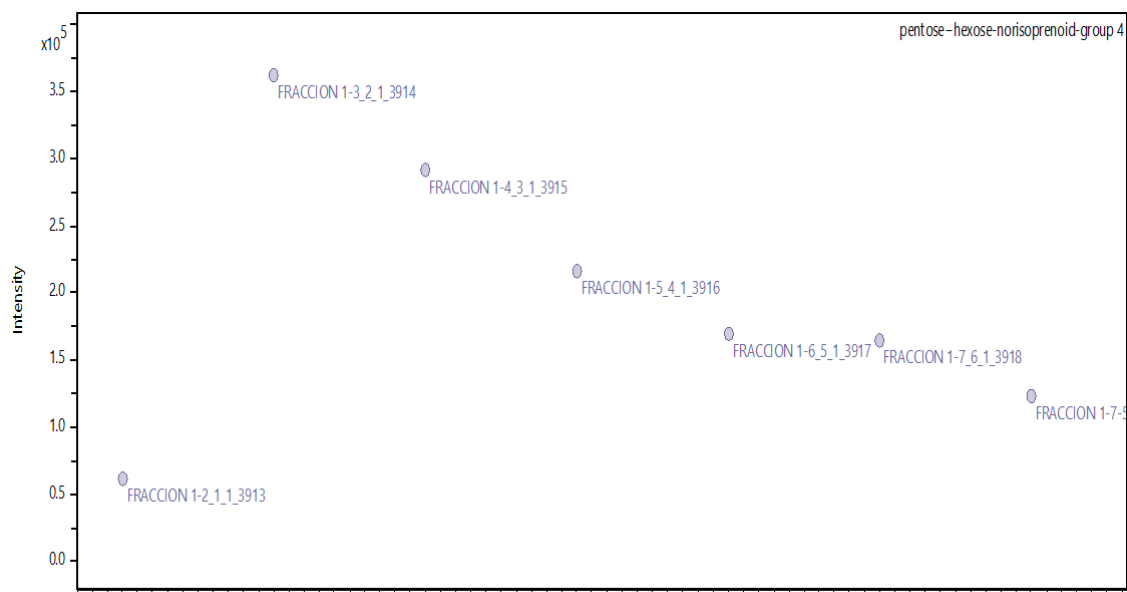 pentose–hexose-norisoprenoid-group 4
x10^5
3.5
3.0
2.5
2.0
1.5
1.0
0.5
0.0
Intensity
FRACCION 1-3_2_1_3914
FRACCION 1-4_3_1_3915
FRACCION 1-5_4_1_3916
FRACCION 1-6_5_1_3917
FRACCION 1-7_6_1_3918
FRACCION 1-7-5
FRACCION 1-2_1_1_3913